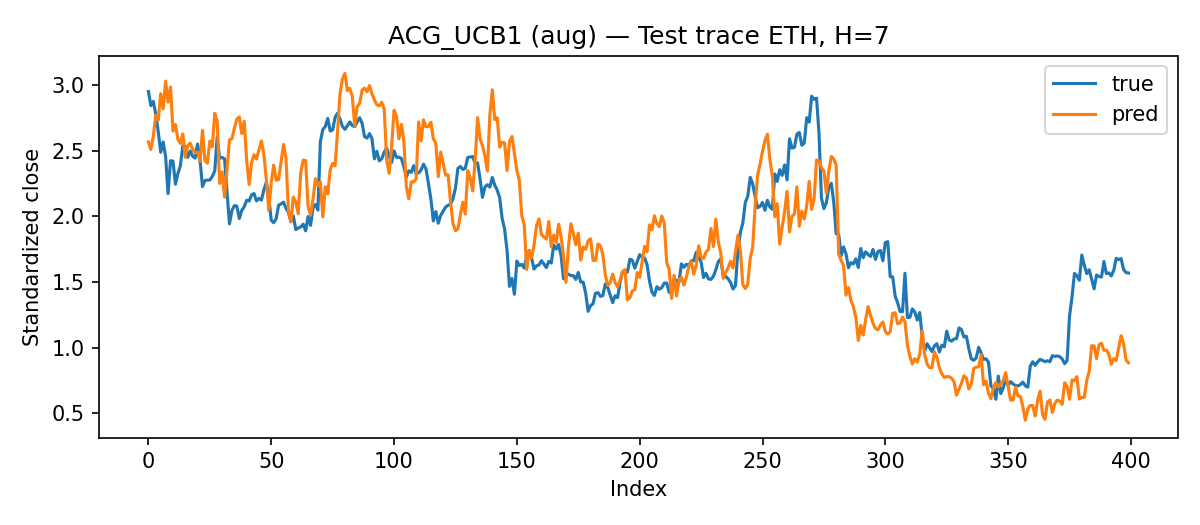 ACG_UCB1 (aug) — Test trace ETH, H=7
true
pred
Standardized close
3.0
2.5
2.0
1.5
1.0
0.5
0 50 100 150 200 250 300 350 400
Index